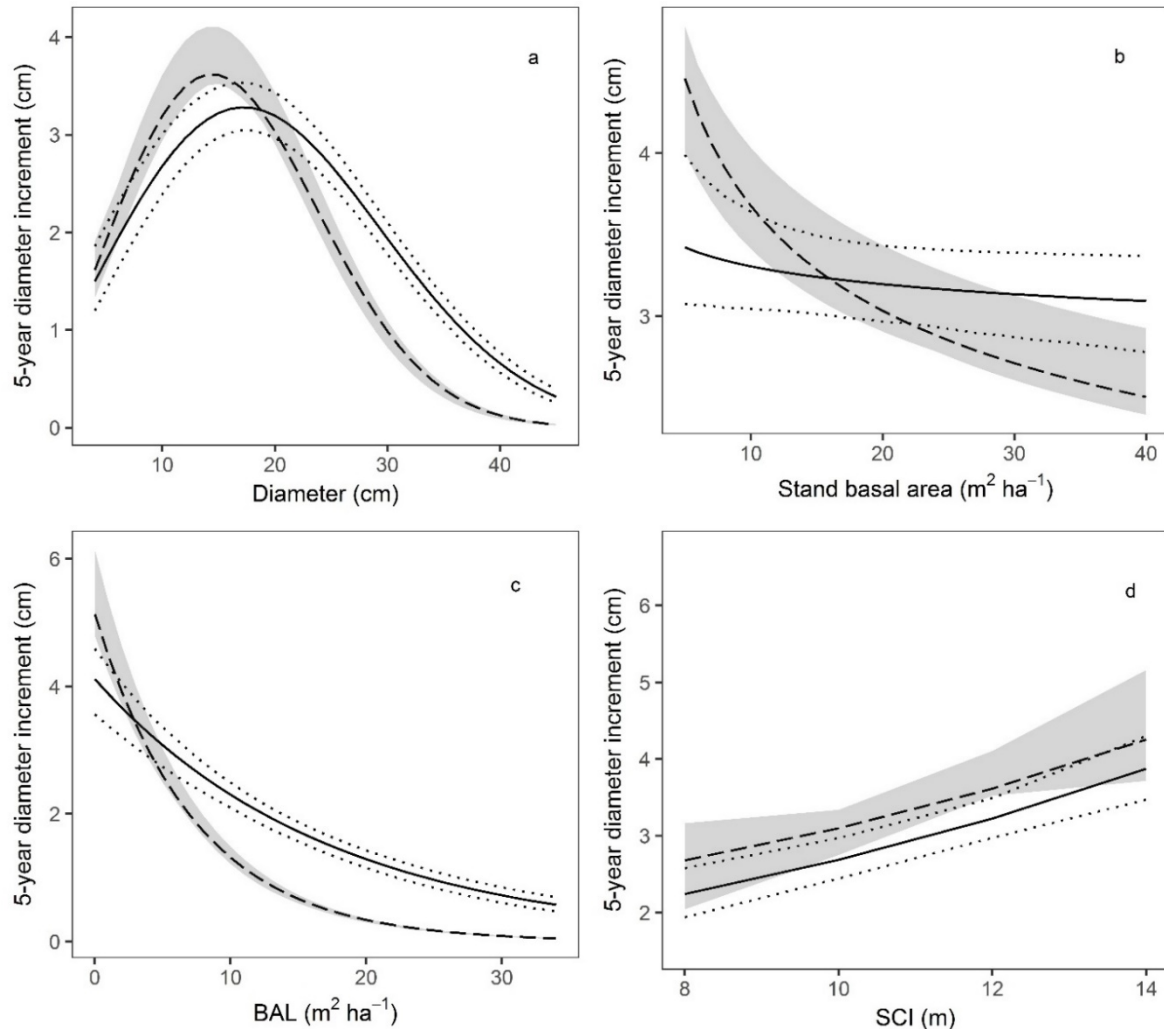 a
5-year diameter increment (cm)
4
3
2
1
0
10 20 30 40
Diameter (cm)
b
5-year diameter increment (cm)
4
3
10 20 30 40
Stand basal area (m² ha⁻¹)
c
5-year diameter increment (cm)
6
4
2
0
0 10 20 30
BAL (m² ha⁻¹)
d
5-year diameter increment (cm)
6
5
4
3
2
8 10 12 14
SCI (m)